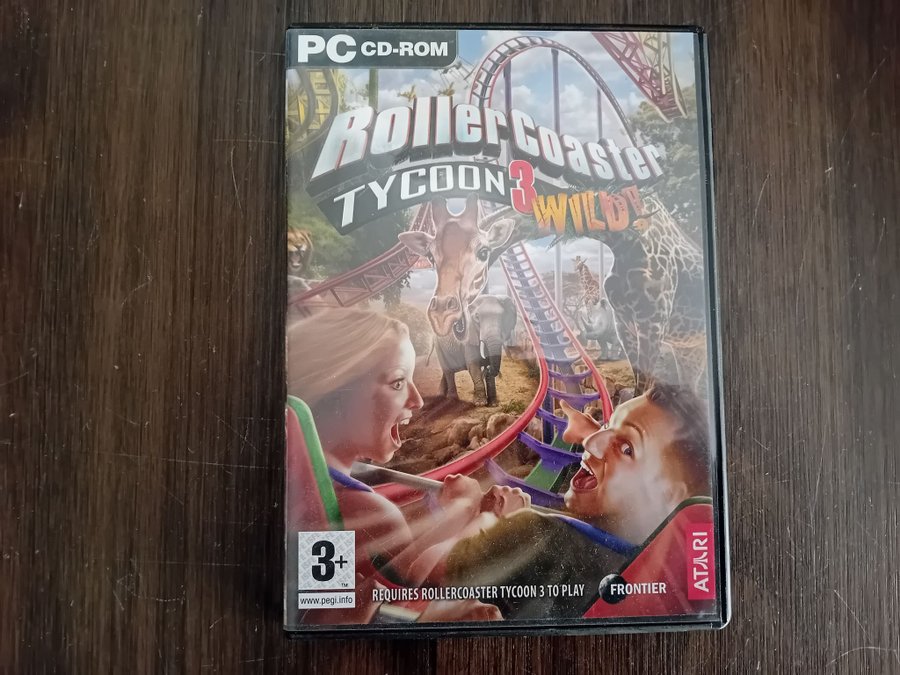 PC CD-ROM
RollerCoaster
TYCOON 3
WILD!
3+
TM
www.pegi.info
REQUIRES ROLLERCOASTER TYCOON 3 TO PLAY
FRONTIER
ATARI